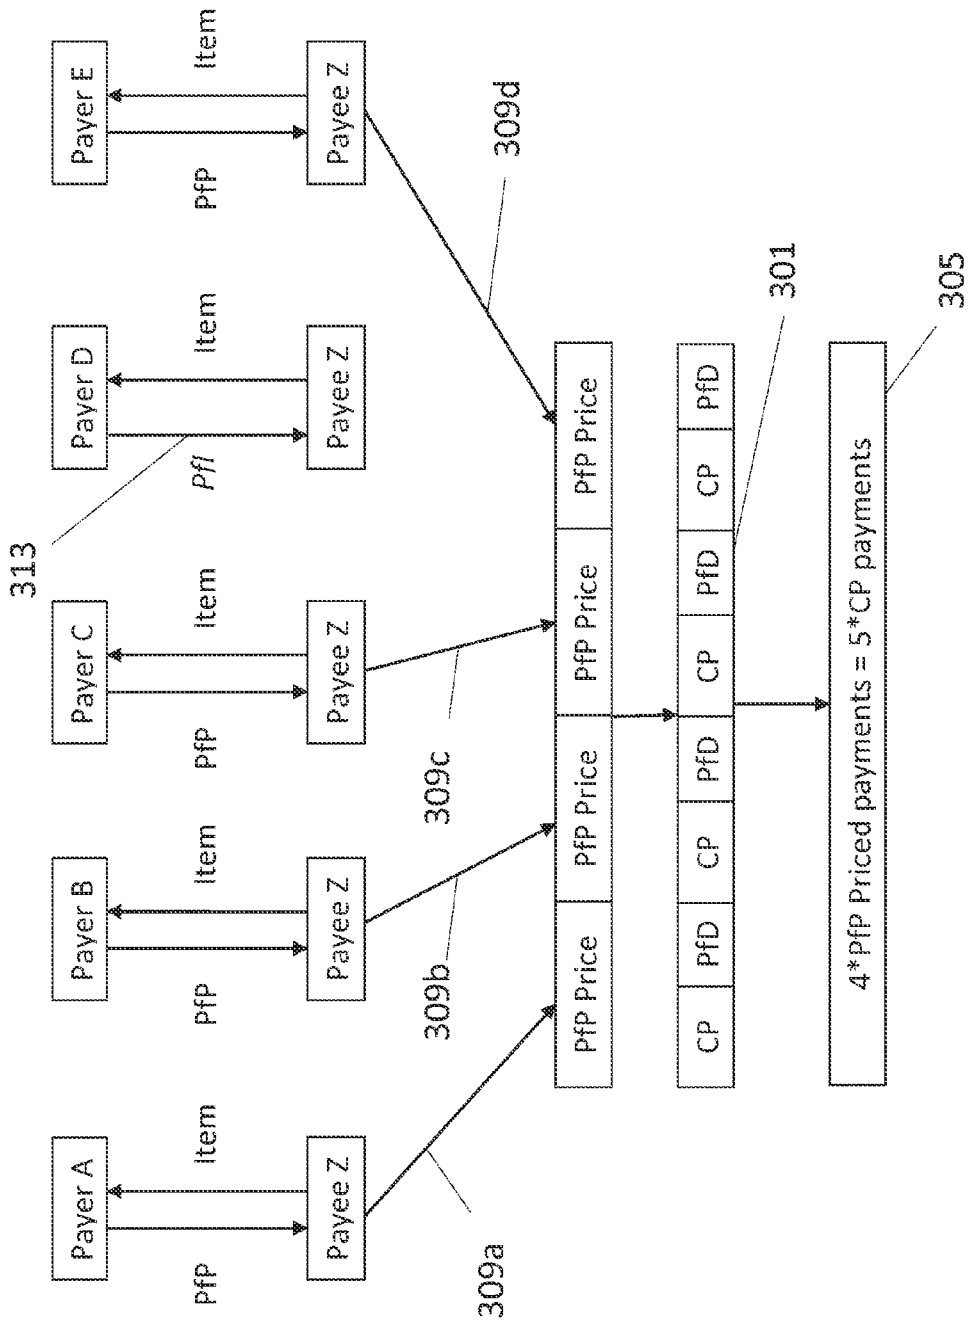 Payer A
Payer B
Payer C
Payer D
Payer E
313
PfP
Item
PfP
Item
PfP
Item
PfI
Item
PfP
Item
Payee Z
Payee Z
Payee Z
Payee Z
Payee Z
309a
309b
309c
309d
PfP Price
PfP Price
PfP Price
PfP Price
CP
PfD
CP
PfD
CP
PfD
CP
PfD
301
4*PfP Priced payments = 5*CP payments
305